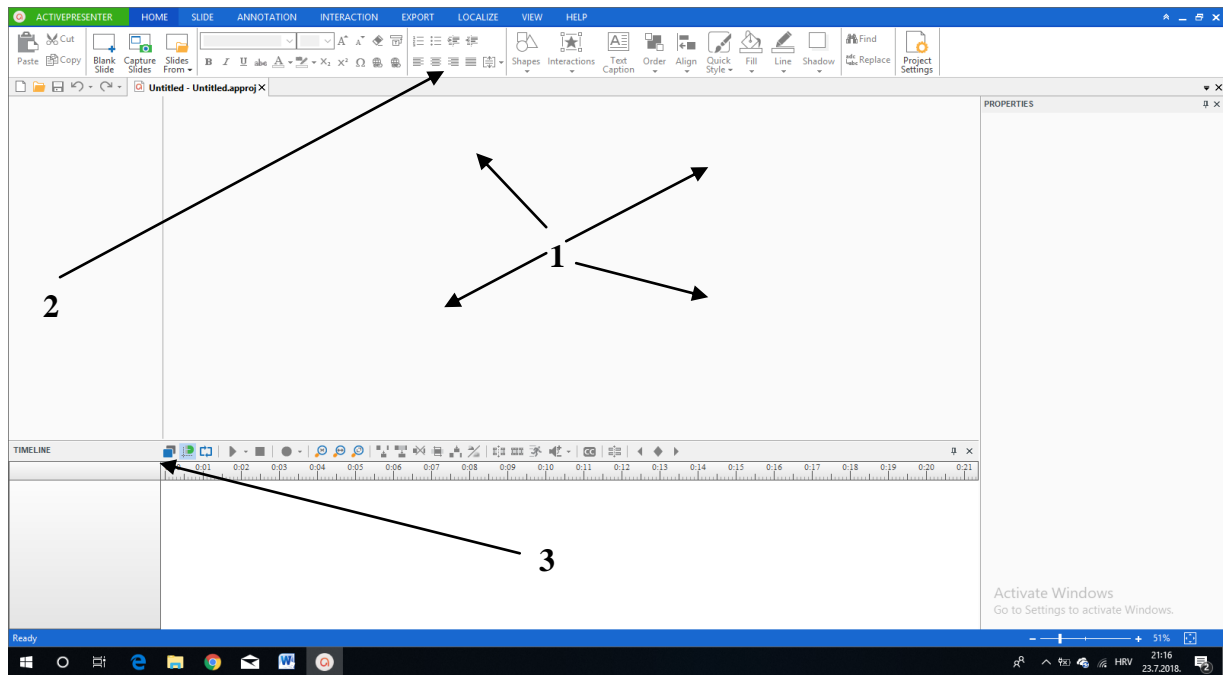 ACTIVEPRESENTER HOME SLIDE ANNOTATION INTERACTION EXPORT LOCALIZE VIEW HELP
Paste Cut Copy Blank Slide Capture Slides Slides From B I U abc A X₂ X² Ω Shapes Interactions Text Caption Order Align Quick Style Fill Line Shadow Find Replace Project Settings
Untitled - Untitled.approj
PROPERTIES
1
2
TIMELINE CC
0:01 0:02 0:03 0:04 0:05 0:06 0:07 0:08 0:09 0:10 0:11 0:12 0:13 0:14 0:15 0:16 0:17 0:18 0:19 0:20 0:21
3
Activate Windows
Go to Settings to activate Windows.
Ready 51%
HRV 21:16
23.7.2018. 2